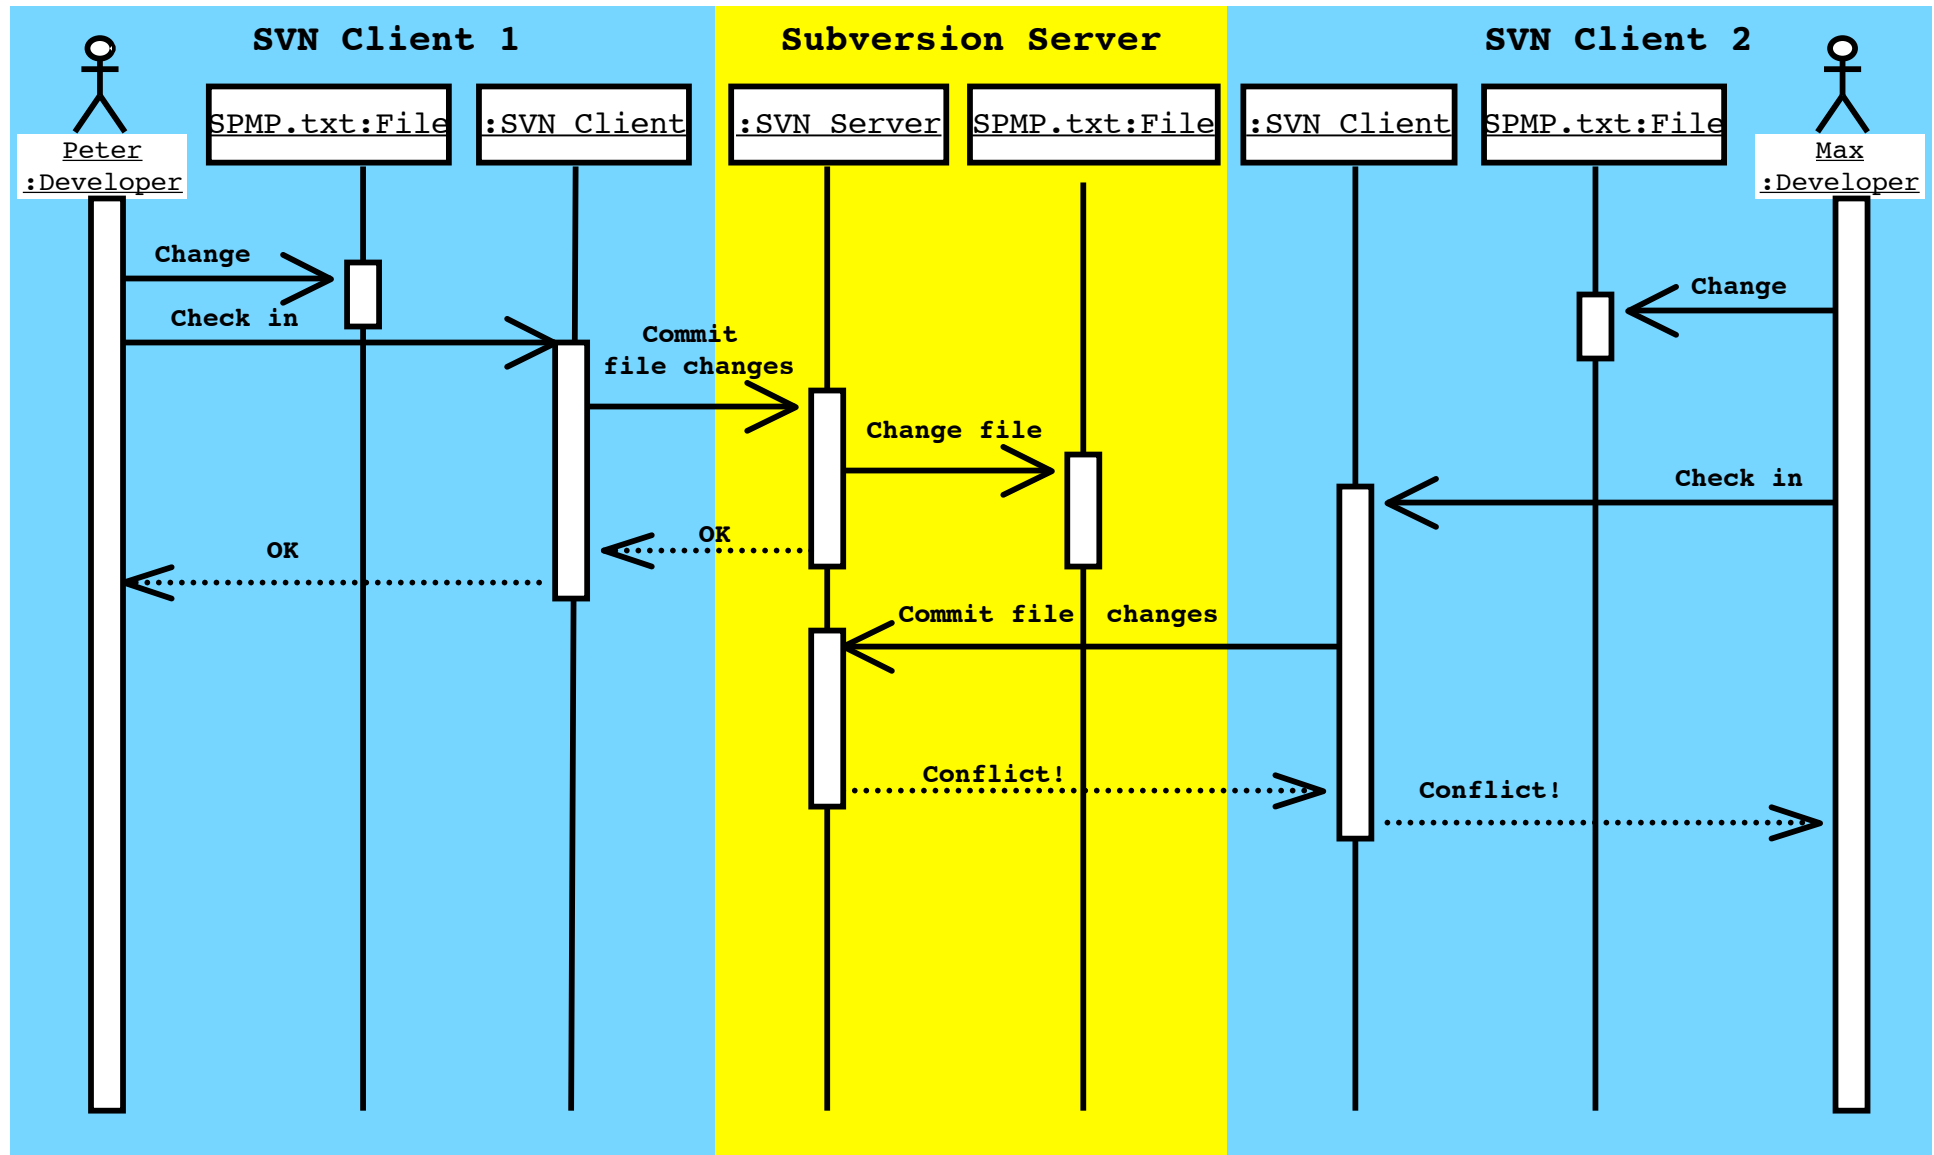 SVN Client 1
Subversion Server
SVN Client 2
SPMP.txt:File
:SVN Client
:SVN Server
SPMP.txt:File
:SVN Client
SPMP.txt:File
Peter
:Developer
Max
:Developer
Change
Change
Check in
Commit
file changes
Change file
Check in
OK
OK
Commit file changes
Conflict!
Conflict!